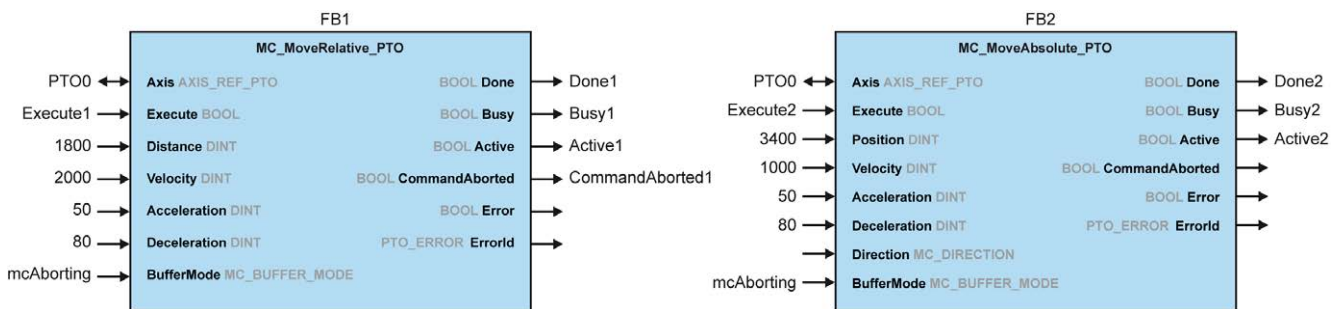 FB1
MC_MoveRelative_PTO
PTO0 Axis AXIS_REF_PTO BOOL Done Done1
Execute1 Execute BOOL BOOL Busy Busy1
1800 Distance DINT BOOL Active Active1
2000 Velocity DINT BOOL CommandAborted CommandAborted1
50 Acceleration DINT BOOL Error
80 Deceleration DINT PTO_ERROR ErrorId
mcAborting BufferMode MC_BUFFER_MODE
FB2
MC_MoveAbsolute_PTO
PTO0 Axis AXIS_REF_PTO BOOL Done Done2
Execute2 Execute BOOL BOOL Busy Busy2
3400 Position DINT BOOL Active Active2
1000 Velocity DINT BOOL CommandAborted
50 Acceleration DINT BOOL Error
80 Deceleration DINT PTO_ERROR ErrorId
Direction MC_DIRECTION
mcAborting BufferMode MC_BUFFER_MODE